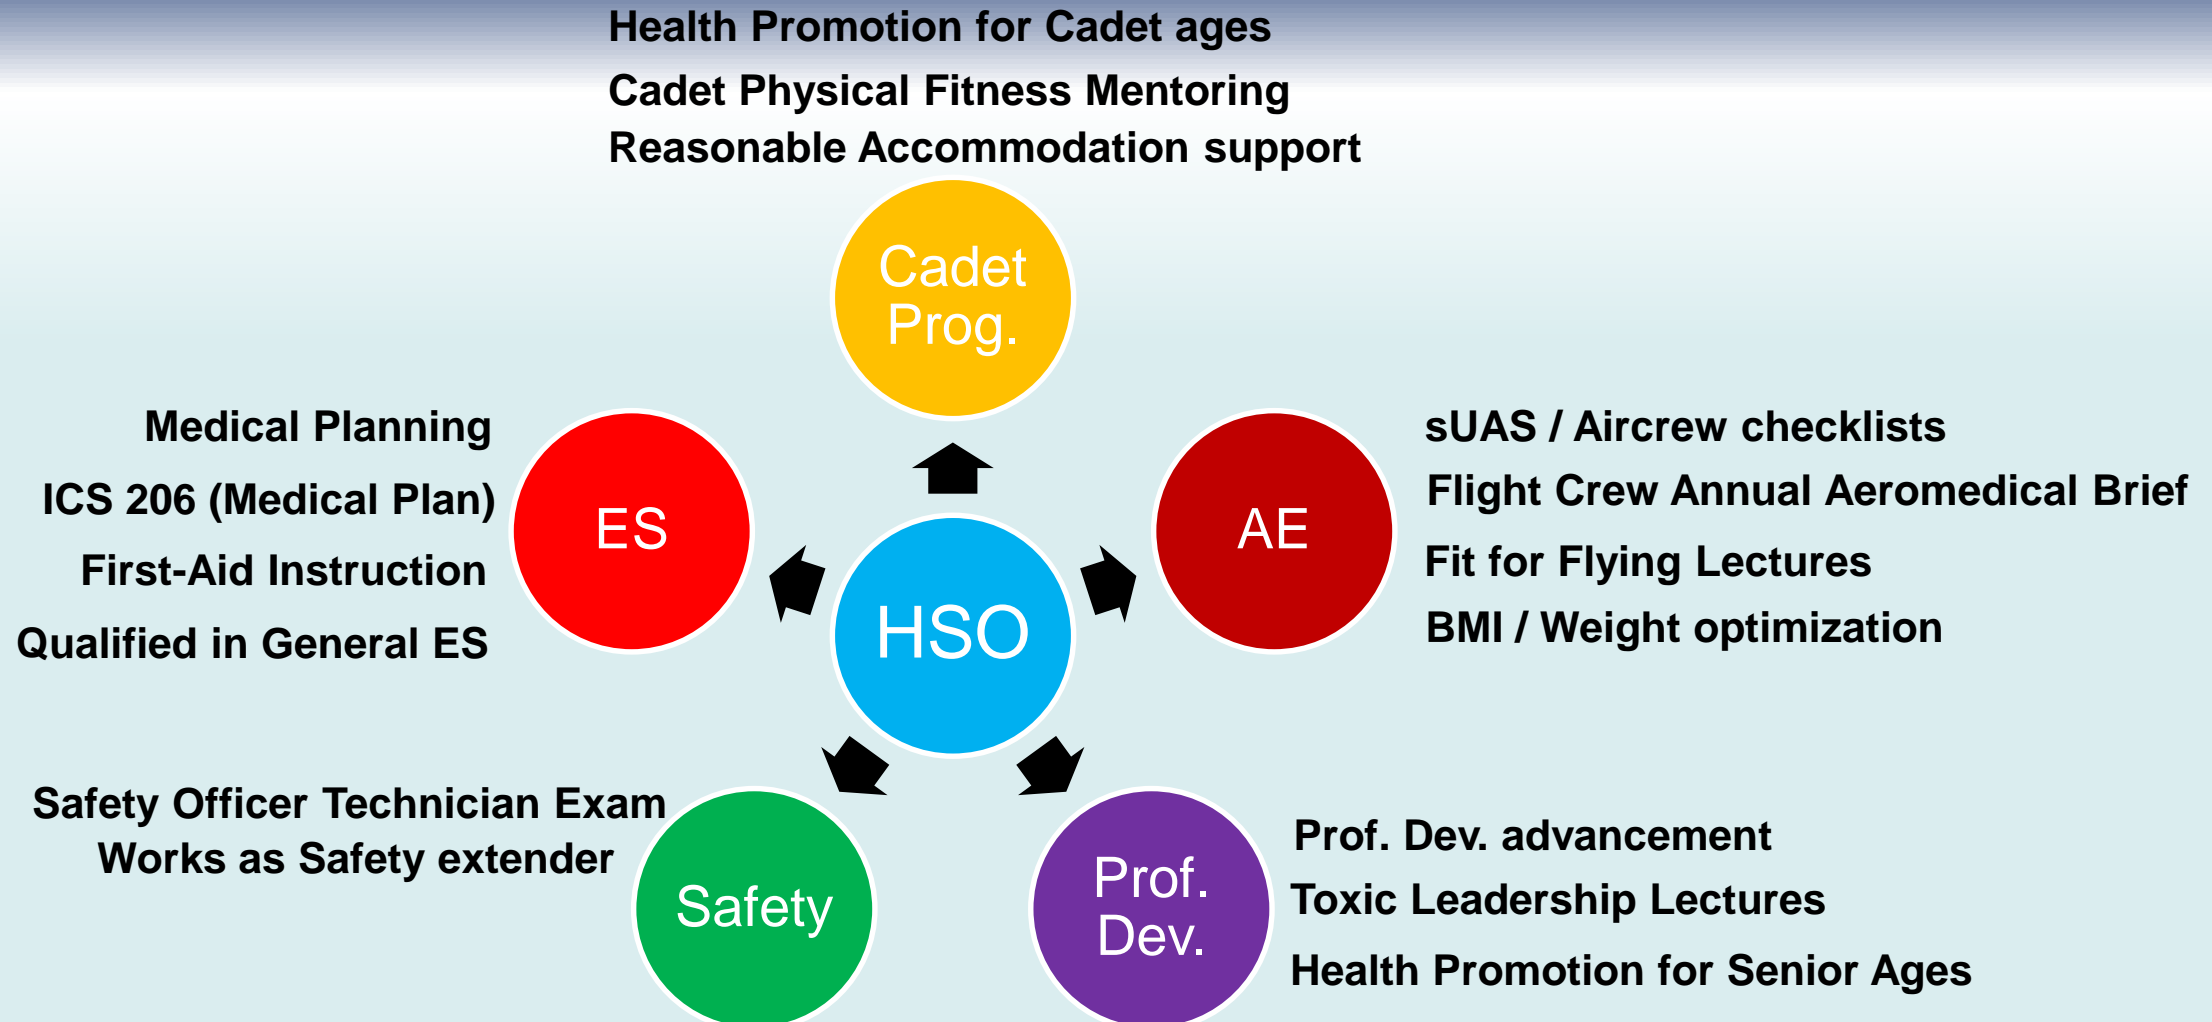 Health Promotion for Cadet ages
Cadet Physical Fitness Mentoring
Reasonable Accommodation support
Cadet
Prog.
Medical Planning
ICS 206 (Medical Plan)
First-Aid Instruction
Qualified in General ES
ES
HSO
AE
sUAS / Aircrew checklists
Flight Crew Annual Aeromedical Brief
Fit for Flying Lectures
BMI / Weight optimization
Safety Officer Technician Exam
Works as Safety extender
Safety
Prof.
Dev.
Prof. Dev. advancement
Toxic Leadership Lectures
Health Promotion for Senior Ages